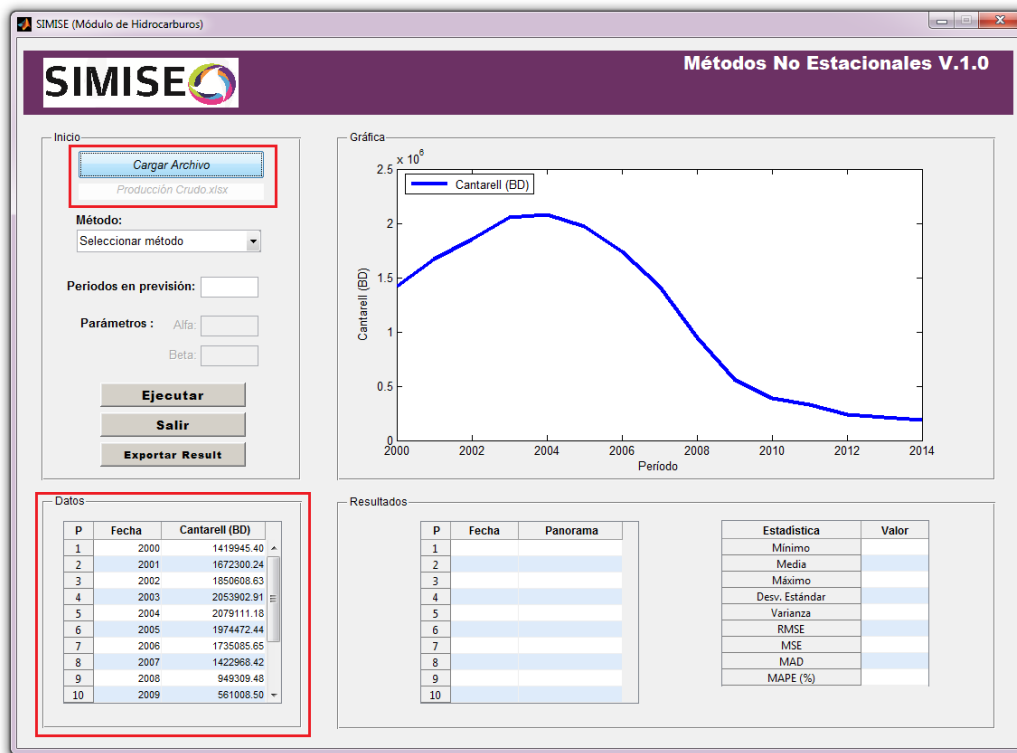 SIMISE (Módulo de Hidrocarburos)
SIMISE
Métodos No Estacionales V.1.0
Inicio
Cargar Archivo
Producción Crudo.xlsx
Método:
Seleccionar método
Periodos en previsión:
Parámetros :
Alfa:
Beta:
Ejecutar
Salir
Exportar Result
Gráfica
x 10^6
Cantarell (BD)
2.5
2
1.5
1
0.5
0
Cantarell (BD)
2000 2002 2004 2006 2008 2010 2012 2014
Período
Datos
P Fecha Cantarell (BD)
1 2000 1419945.40
2 2001 1672300.24
3 2002 1850608.63
4 2003 2053902.91
5 2004 2079111.18
6 2005 1974472.44
7 2006 1735085.65
8 2007 1422968.42
9 2008 949309.48
10 2009 561008.50
Resultados
P Fecha Panorama
1
2
3
4
5
6
7
8
9
10
Estadìstica Valor
Mínimo
Media
Máximo
Desv. Estándar
Varianza
RMSE
MSE
MAD
MAPE (%)